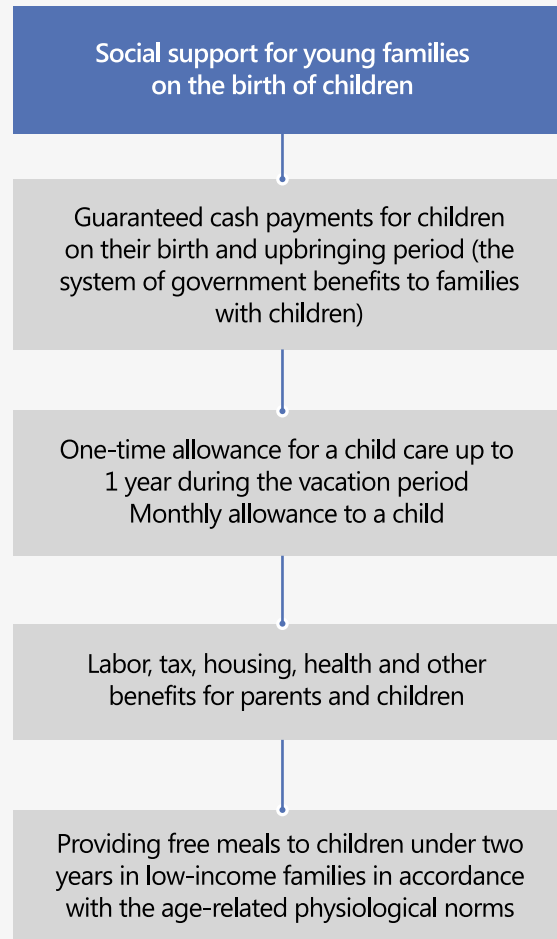 Social support for young families
on the birth of children
Guaranteed cash payments for children
on their birth and upbringing period (the
system of government benefits to families
with children)
One-time allowance for a child care up to
1 year during the vacation period
Monthly allowance to a child
Labor, tax, housing, health and other
benefits for parents and children
Providing free meals to children under two
years in low-income families in accordance
with the age-related physiological norms